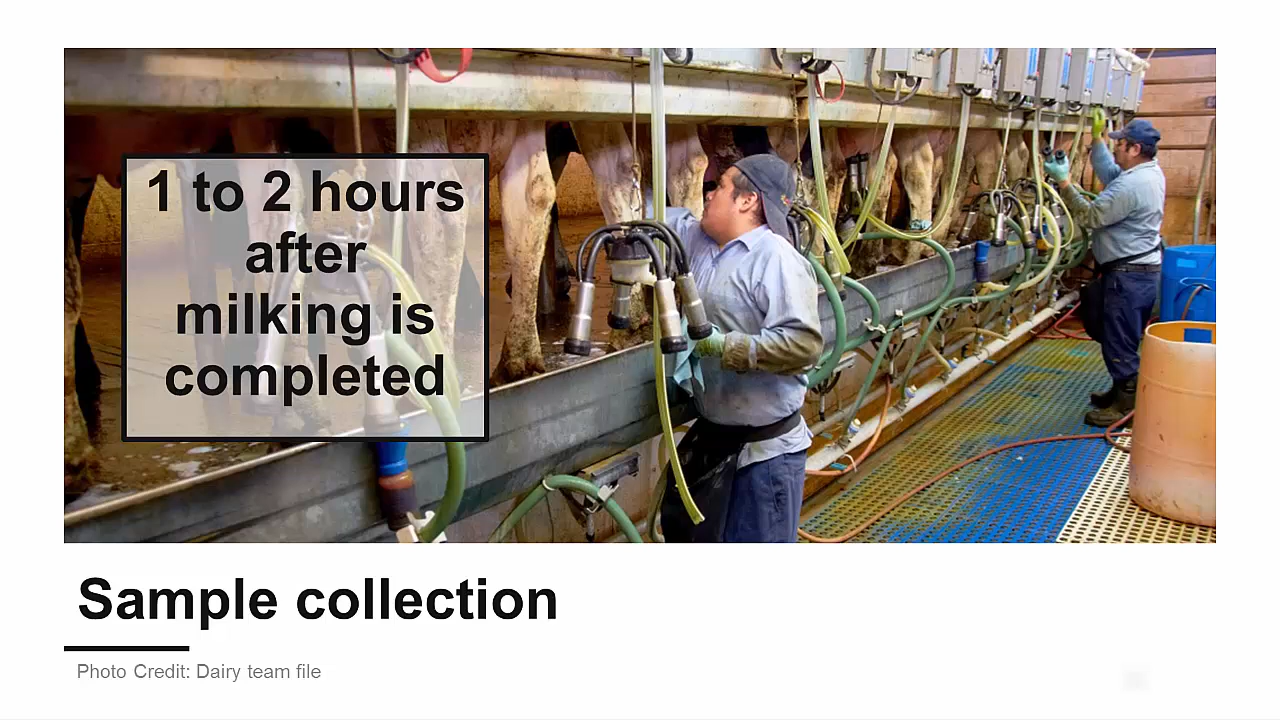 1 to 2 hours
after
milking is
completed
Sample collection
Photo Credit: Dairy team file